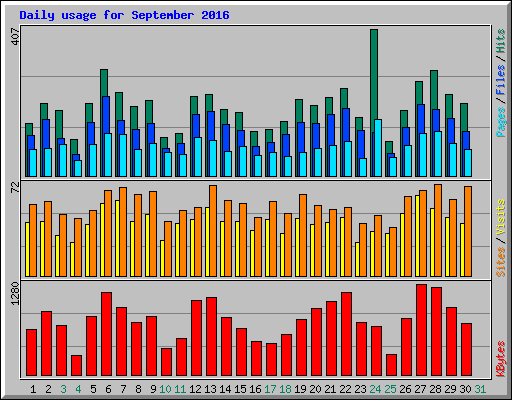 Daily usage for September 2016
407
Pages / Files / Hits
72
Sites / Visits
1280
KBytes
1 2 3 4 5 6 7 8 9 10 11 12 13 14 15 16 17 18 19 20 21 22 23 24 25 26 27 28 29 30 31